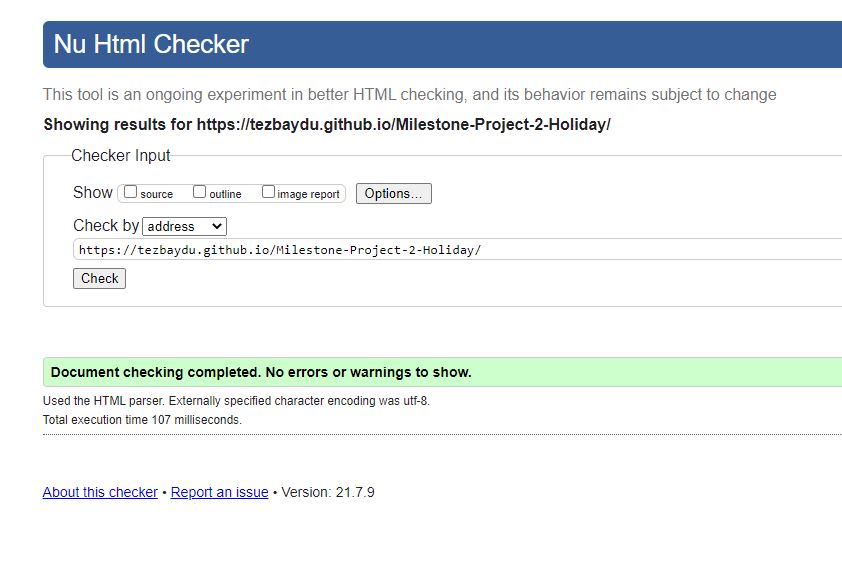 Nu Html Checker
This tool is an ongoing experiment in better HTML checking, and its behavior remains subject to change
Showing results for https://tezbaydu.github.io/Milestone-Project-2-Holiday/
Checker Input
Show source outline image report Options...
Check by address
https://tezbaydu.github.io/Milestone-Project-2-Holiday/
Check
Document checking completed. No errors or warnings to show.
Used the HTML parser. Externally specified character encoding was utf-8.
Total execution time 107 milliseconds.
About this checker • Report an issue • Version: 21.7.9